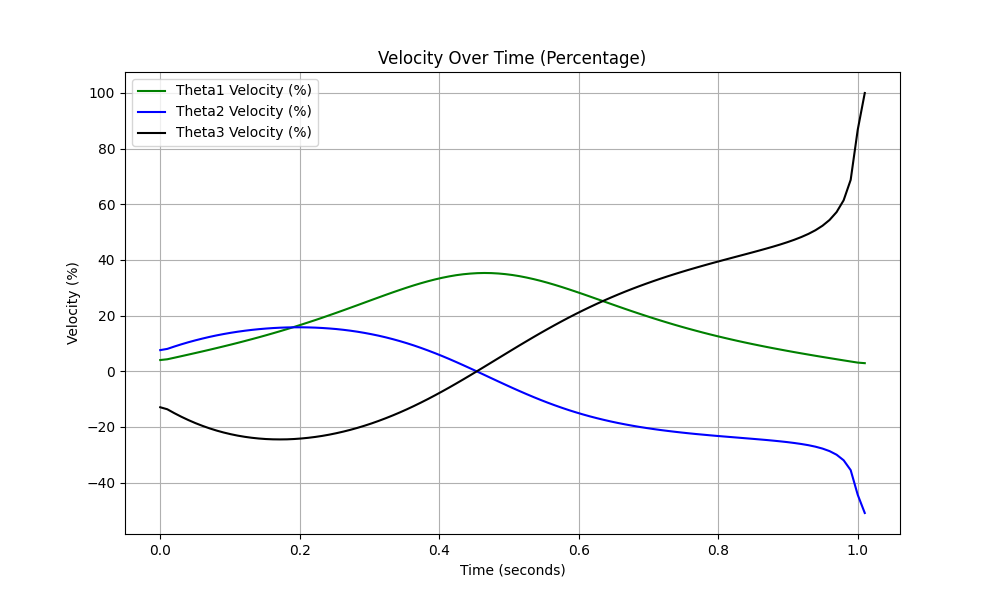 Velocity Over Time (Percentage)
Theta1 Velocity (%)
Theta2 Velocity (%)
Theta3 Velocity (%)
Velocity (%)
100
80
60
40
20
0
−20
−40
0.0 0.2 0.4 0.6 0.8 1.0
Time (seconds)